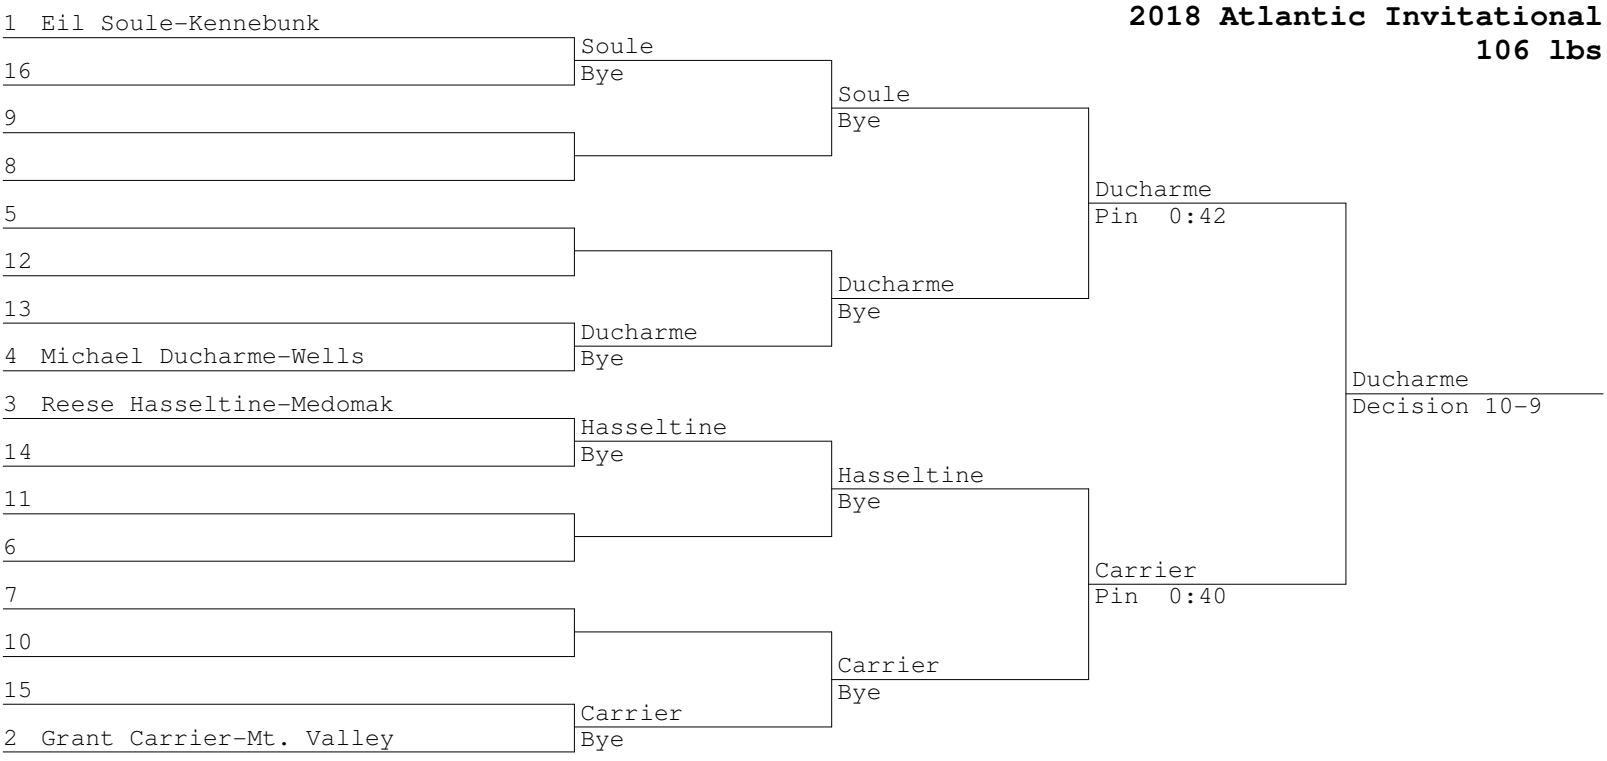 2018 Atlantic Invitational
106 lbs
1 Eil Soule-Kennebunk
16
9
8
5
12
13
4 Michael Ducharme-Wells
3 Reese Hasseltine-Medomak
14
11
6
7
10
15
2 Grant Carrier-Mt. Valley
Soule
Bye
Ducharme
Bye
Hasseltine
Bye
Carrier
Bye
Soule
Bye
Ducharme
Bye
Hasseltine
Bye
Carrier
Bye
Ducharme
Pin 0:42
Carrier
Pin 0:40
Ducharme
Decision 10-9